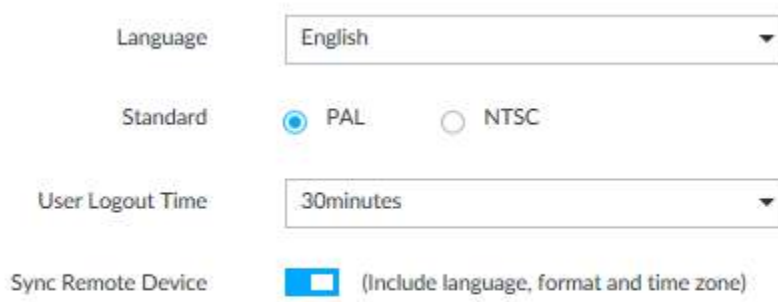 Language English
Standard PAL NTSC
User Logout Time 30minutes
Sync Remote Device (Include language, format and time zone)